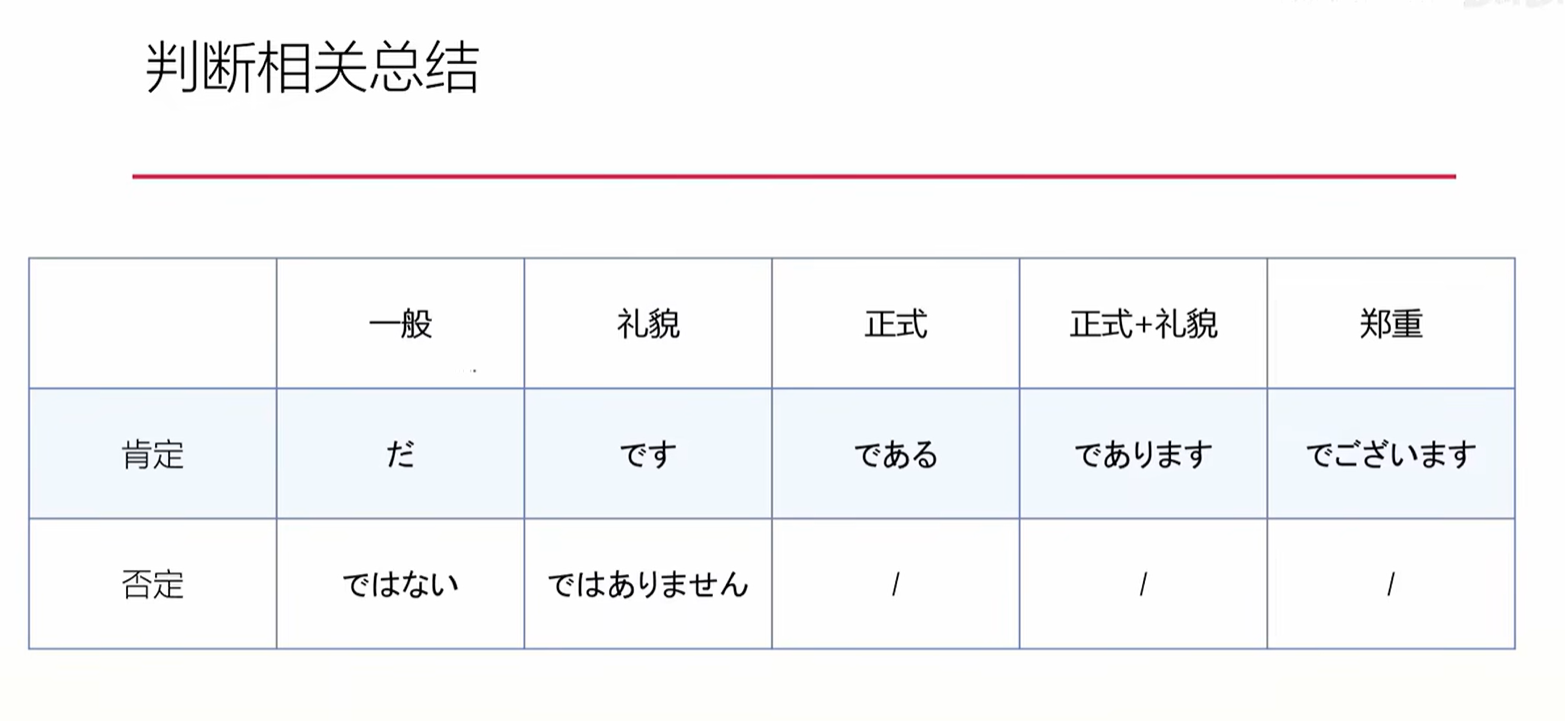 判断相关总结
一般 礼貌 正式 正式+礼貌 郑重
肯定 だ です である であります でございます
否定 ではない ではありません / / /